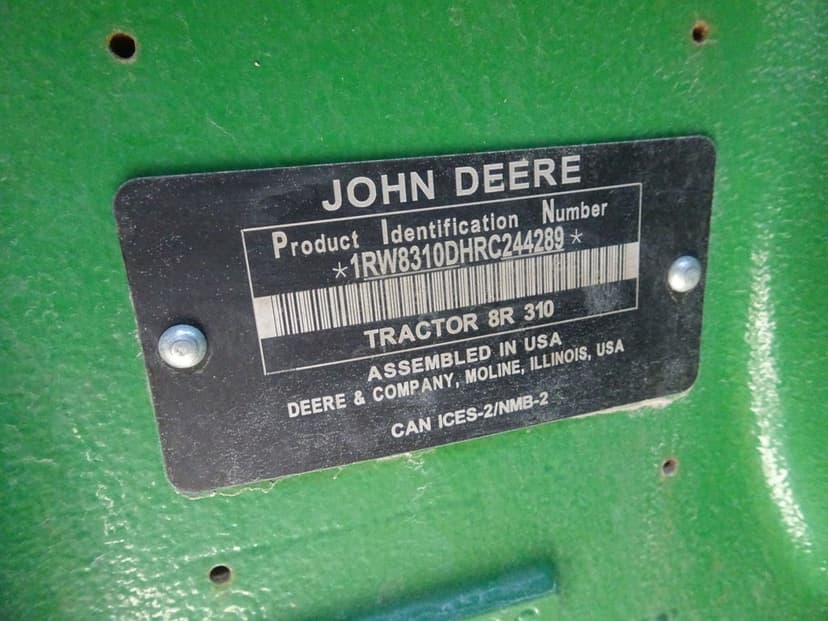 JOHN DEERE
Product Identification Number
*1RW8310DHRC244289*
TRACTOR 8R 310
ASSEMBLED IN USA
DEERE & COMPANY, MOLINE, ILLINOIS, USA
CAN ICES-2/NMB-2